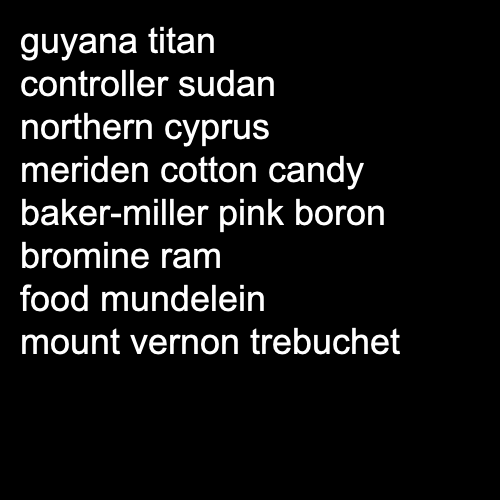 guyana titan
controller sudan
northern cyprus
meriden cotton candy
baker-miller pink boron
bromine ram
food mundelein
mount vernon trebuchet